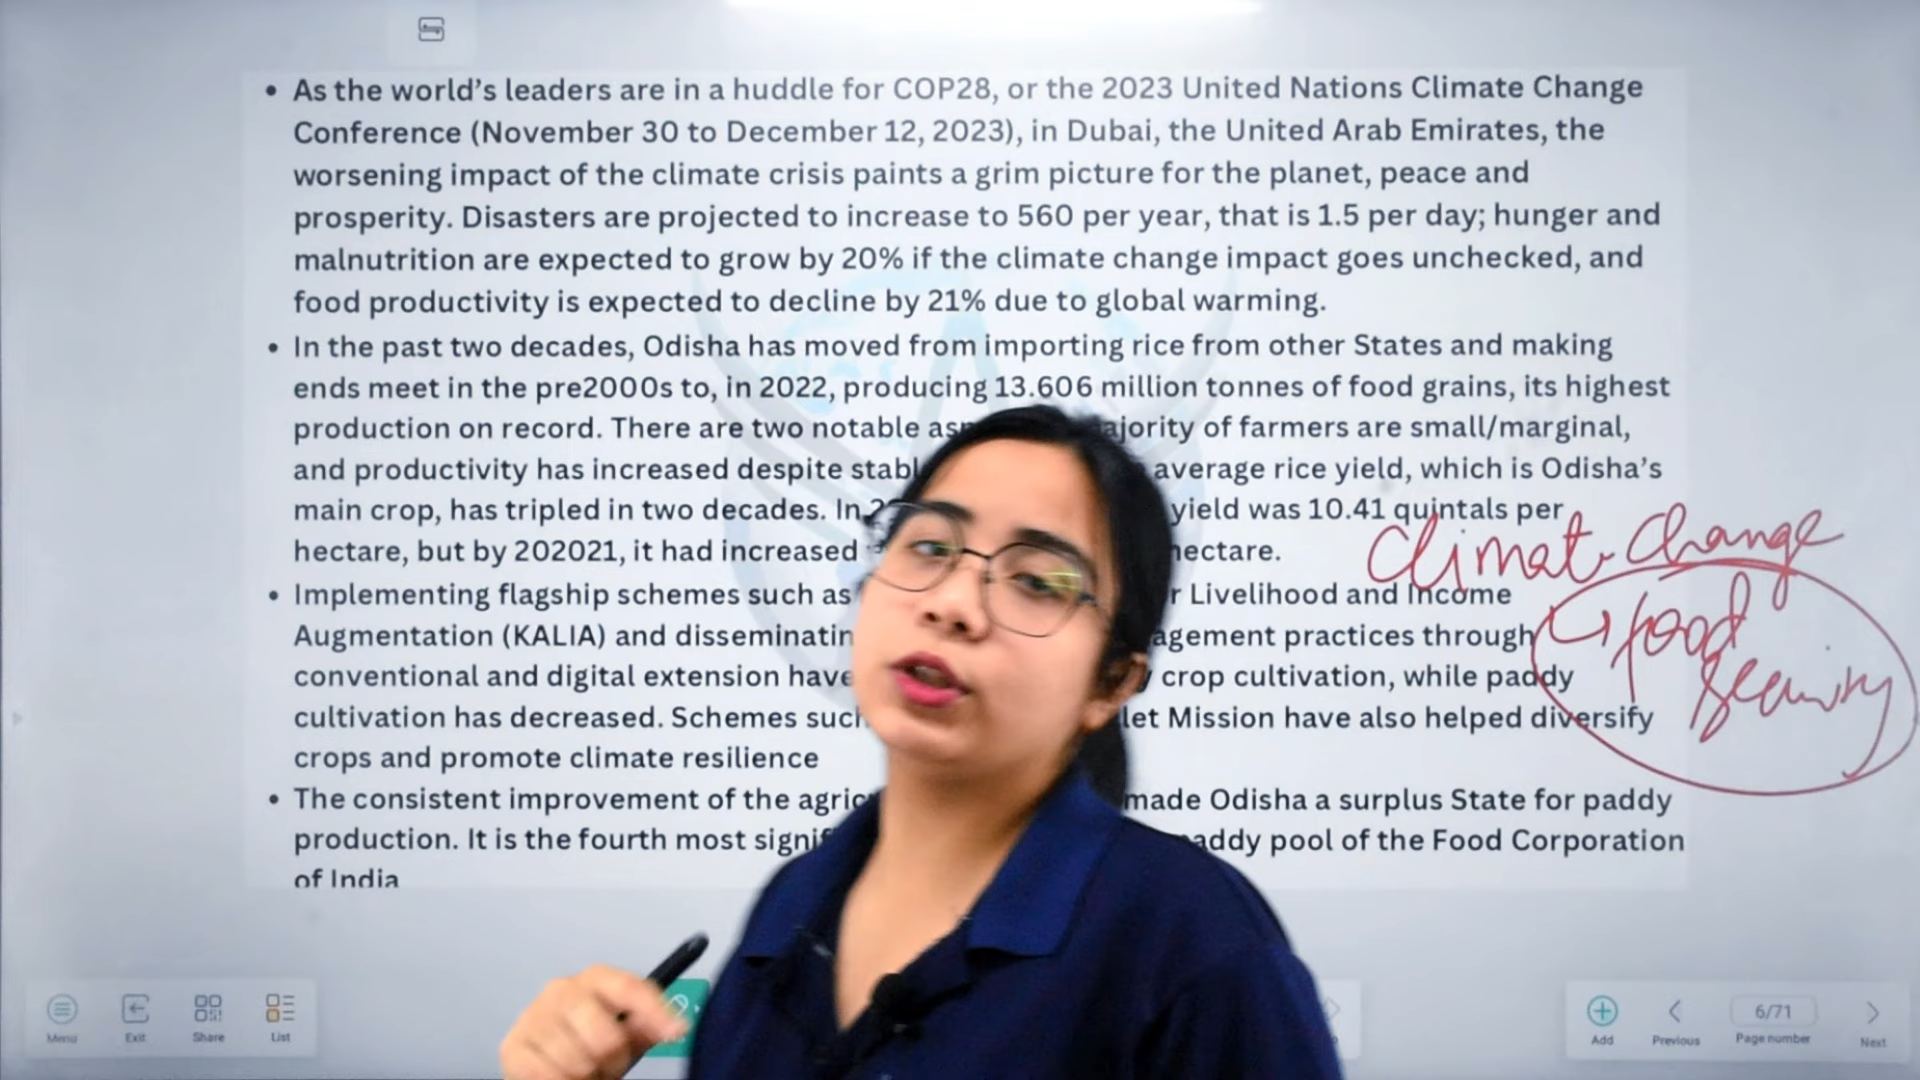 • As the world's leaders are in a huddle for COP28, or the 2023 United Nations Climate Change
Conference (November 30 to December 12, 2023), in Dubai, the United Arab Emirates, the
worsening impact of the climate crisis paints a grim picture for the planet, peace and
prosperity. Disasters are projected to increase to 560 per year, that is 1.5 per day; hunger and
malnutrition are expected to grow by 20% if the climate change impact goes unchecked, and
food productivity is expected to decline by 21% due to global warming.
• In the past two decades, Odisha has moved from importing rice from other States and making
ends meet in the pre2000s to, in 2022, producing 13.606 million tonnes of food grains, its highest
production on record. There are two notable of farmers are small/marginal,
and productivity has increased despite average rice yield, which is Odisha's
main crop, has tripled in two decades. In yield was 10.41 quintals per
hectare, but by 202021, it had increased hectare.
• Implementing flagship schemes such as Livelihood and Income
Augmentation (KALIA) and practices through
conventional and digital extension have crop cultivation, while paddy
cultivation has decreased. Schemes such Mission have also helped diversify
crops and promote climate resilience
• The consistent improvement of the made Odisha a surplus State for paddy
production. It is the fourth most paddy pool of the Food Corporation
of India
Climate Change
food
security
Menu
Exit
Share
List
Add
Previous
6/71
Page number
Next